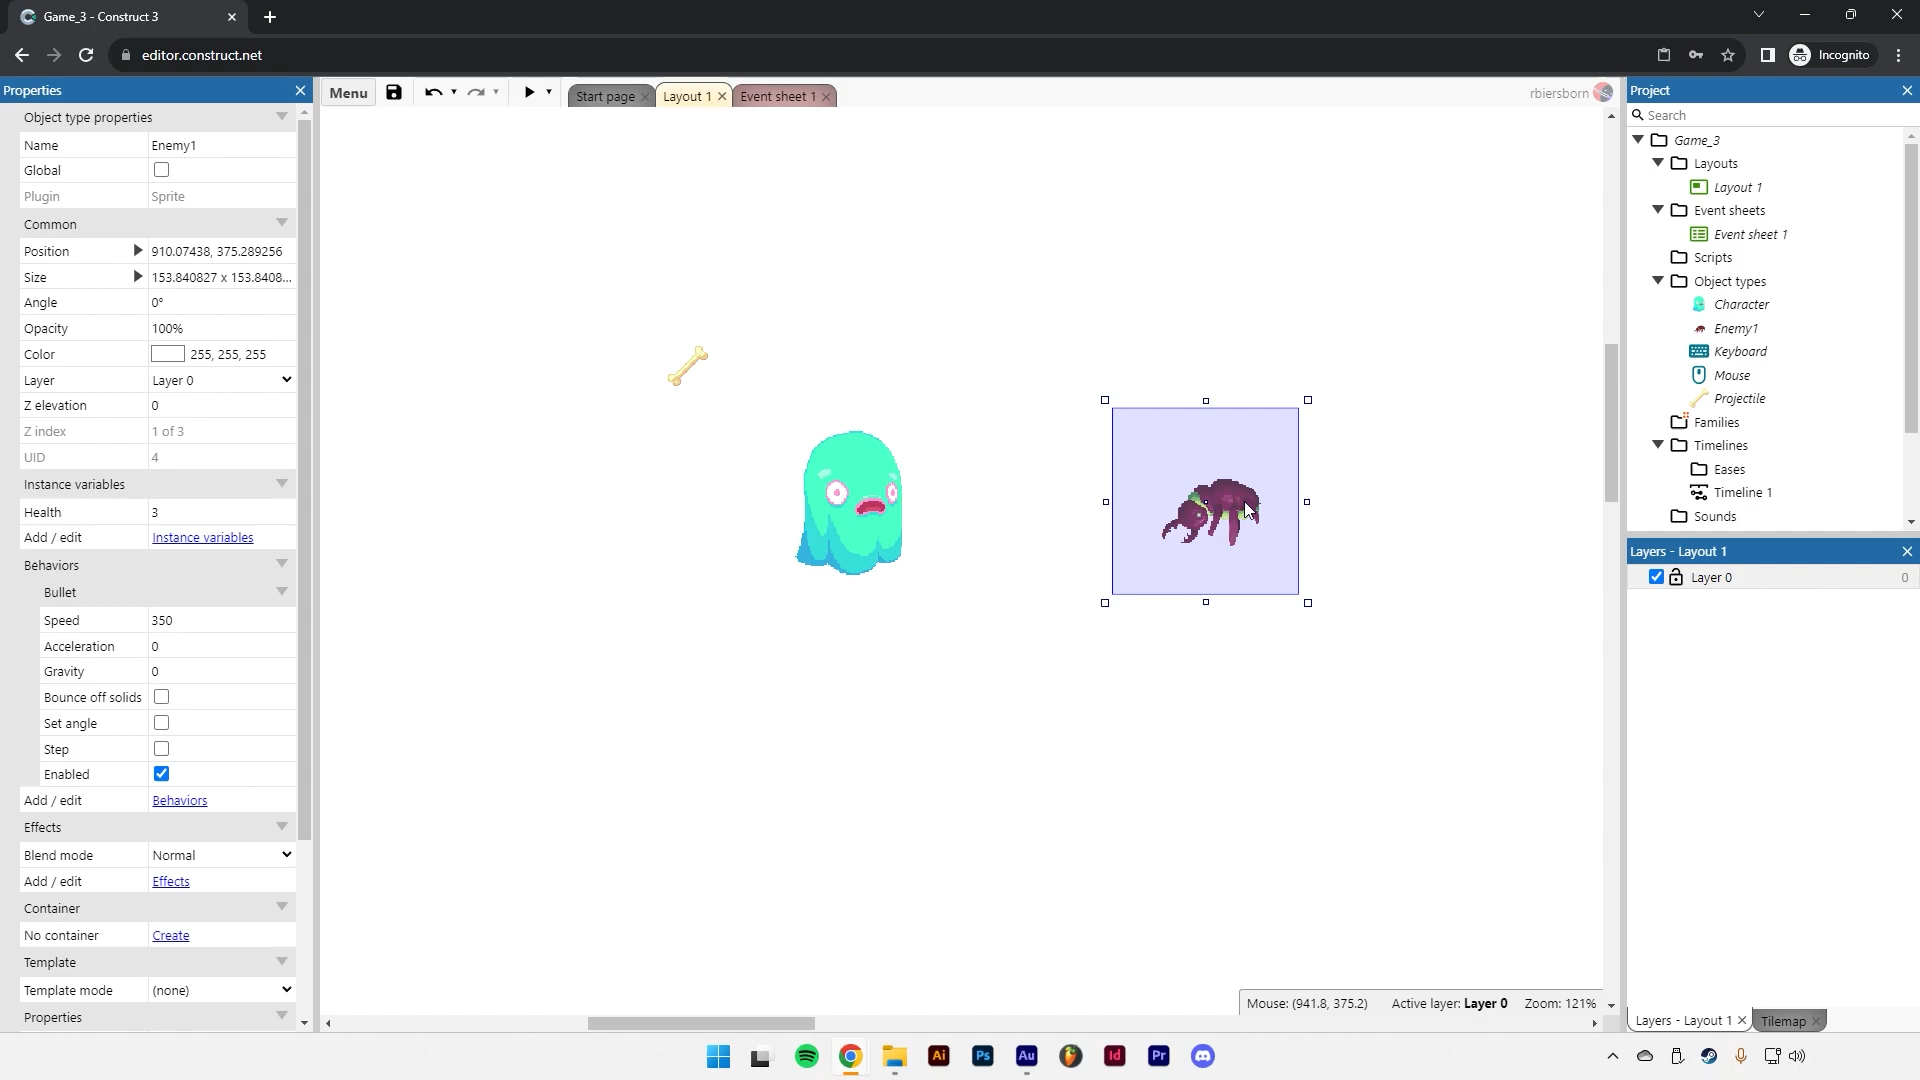 Game_3 - Construct 3
editor.construct.net
Incognito
Properties
Menu
Start page
Layout 1
Event sheet 1
rbiersborn
Project
Object type properties
Name Enemy1
Global
Plugin Sprite
Common
Position 910.07438, 375.289256
Size 153.840827 x 153.8408...
Angle 0°
Opacity 100%
Color 255, 255, 255
Layer Layer 0
Z elevation 0
Z index 1 of 3
UID 4
Instance variables
Health 3
Add / edit Instance variables
Behaviors
Bullet
Speed 350
Acceleration 0
Gravity 0
Bounce off solids
Set angle
Step
Enabled
Add / edit Behaviors
Effects
Blend mode Normal
Add / edit Effects
Container
No container Create
Template
Template mode (none)
Properties
Search
Game_3
Layouts
Layout 1
Event sheets
Event sheet 1
Scripts
Object types
Character
Enemy1
Keyboard
Mouse
Projectile
Families
Timelines
Eases
Timeline 1
Sounds
Layers - Layout 1
Layer 0 0
Mouse: (941.8, 375.2) Active layer: Layer 0 Zoom: 121%
Layers - Layout 1
Tilemap
Ai
Ps
Au
Id
Pr